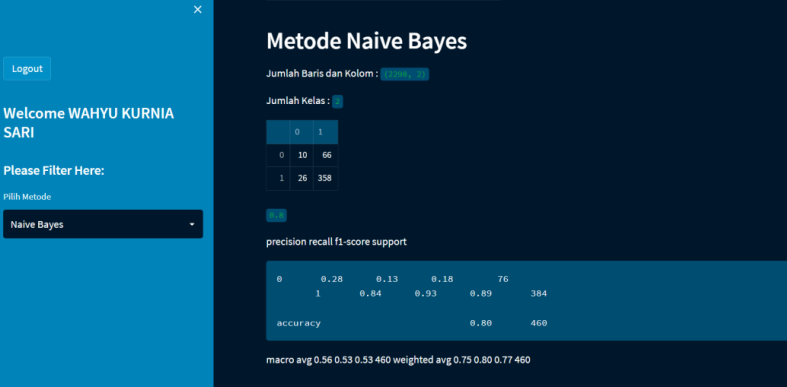 ×
Logout
Welcome WAHYU KURNIA
SARI
Please Filter Here:
Pilih Metode
Naive Bayes
Metode Naive Bayes
Jumlah Baris dan Kolom :
Jumlah Kelas : 2
0 1
0 10 66
1 26 358
0.8
precision recall f1-score support
0 0.28 0.13 0.18 76
1 0.84 0.93 0.89 384
accuracy 0.80 460
macro avg 0.56 0.53 0.53 460 weighted avg 0.75 0.80 0.77 460